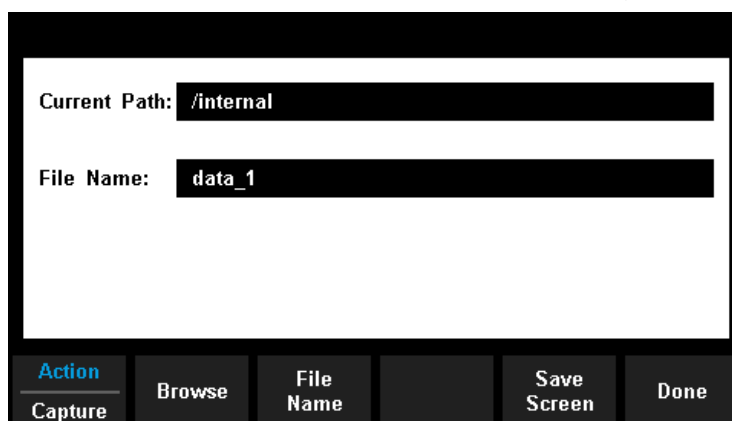 Current Path: /internal
File Name: data_1
Action
Capture
Browse
File
Name
Save
Screen
Done